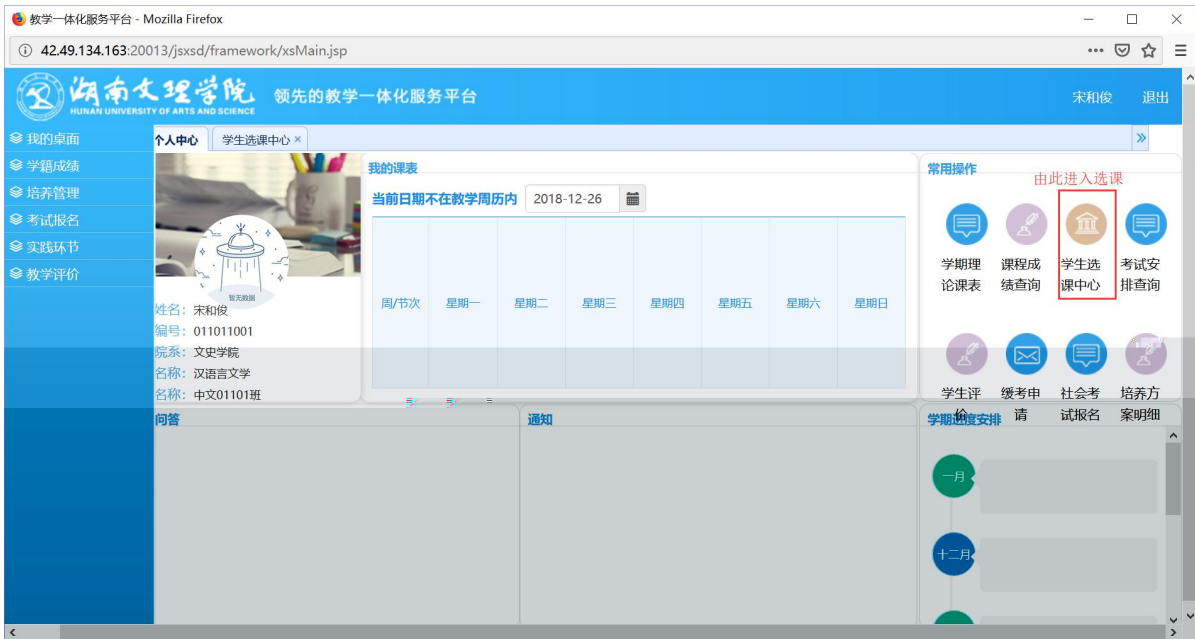 教学一体化服务平台 - Mozilla Firefox
42.49.134.163:20013/jsxsd/framework/xsMain.jsp
湖南文理学院
HUNAN UNIVERSITY OF ARTS AND SCIENCE
领先的教学一体化服务平台
宋和俊 退出
我的桌面
学籍成绩
培养管理
考试报名
实践环节
教学评价
个人中心 学生选课中心 ×
暂无数据
姓名：宋和俊
编号：011011001
院系：文史学院
名称：汉语言文学
名称：中文01101班
我的课表
当前日期不在教学周历内 2018-12-26
周/节次 星期一 星期二 星期三 星期四 星期五 星期六 星期日
常用操作
由此进入选课
学期理论课表
课程成绩查询
学生选课中心
考试安排查询
学生评价
缓考申请
社会考试报名
培养方案明细
问答
通知
学期进度安排
一月
十二月